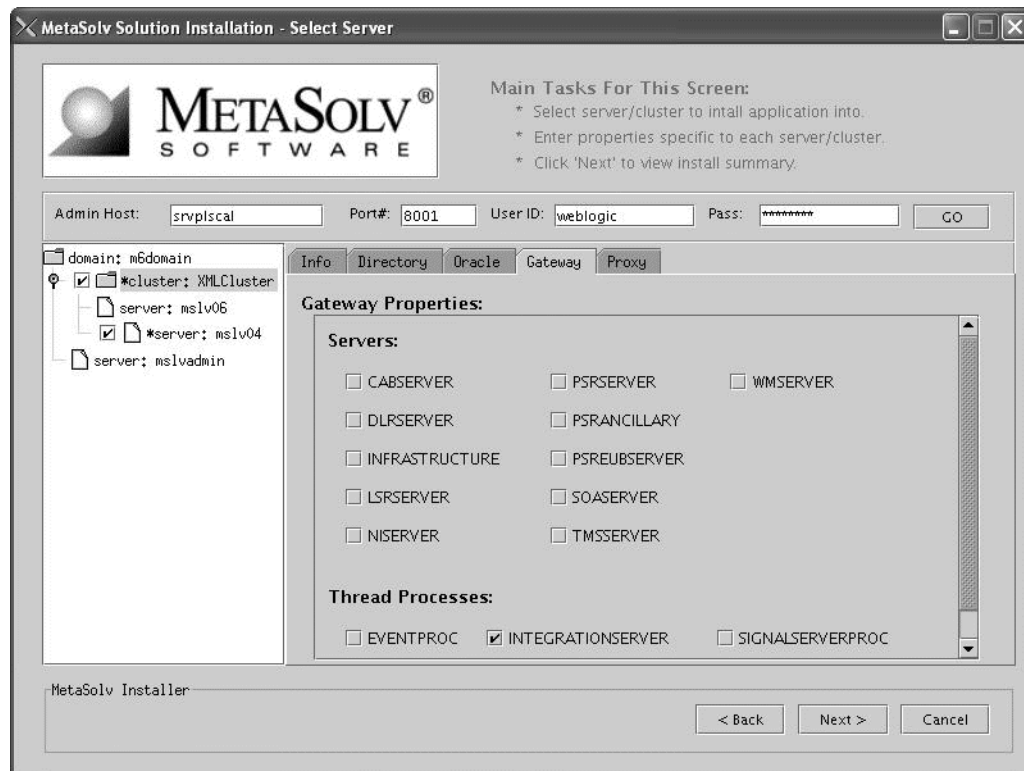 MetaSolv Solution Installation - Select Server
METASOLV®
SOFTWARE
Main Tasks For This Screen:
* Select server/cluster to intall application into.
* Enter properties specific to each server/cluster.
* Click 'Next' to view install summary.
Admin Host: srvplscal Port#: 8001 User ID: weblogic Pass: ******** GO
domain: m6domain
*cluster: XMLCluster
server: mslv06
*server: mslv04
server: mslvadmin
Info Directory Oracle Gateway Proxy
Gateway Properties:
Servers:
CABSERVER PSRSERVER WMSERVER
DLRSERVER PSRANCILLARY
INFRASTRUCTURE PSREUBSERVER
LSRSERVER SOASERVER
NISERVER TMSSERVER
Thread Processes:
EVENTPROC INTEGRATIONSERVER SIGNALSERVERPROC
MetaSolv Installer
< Back Next > Cancel